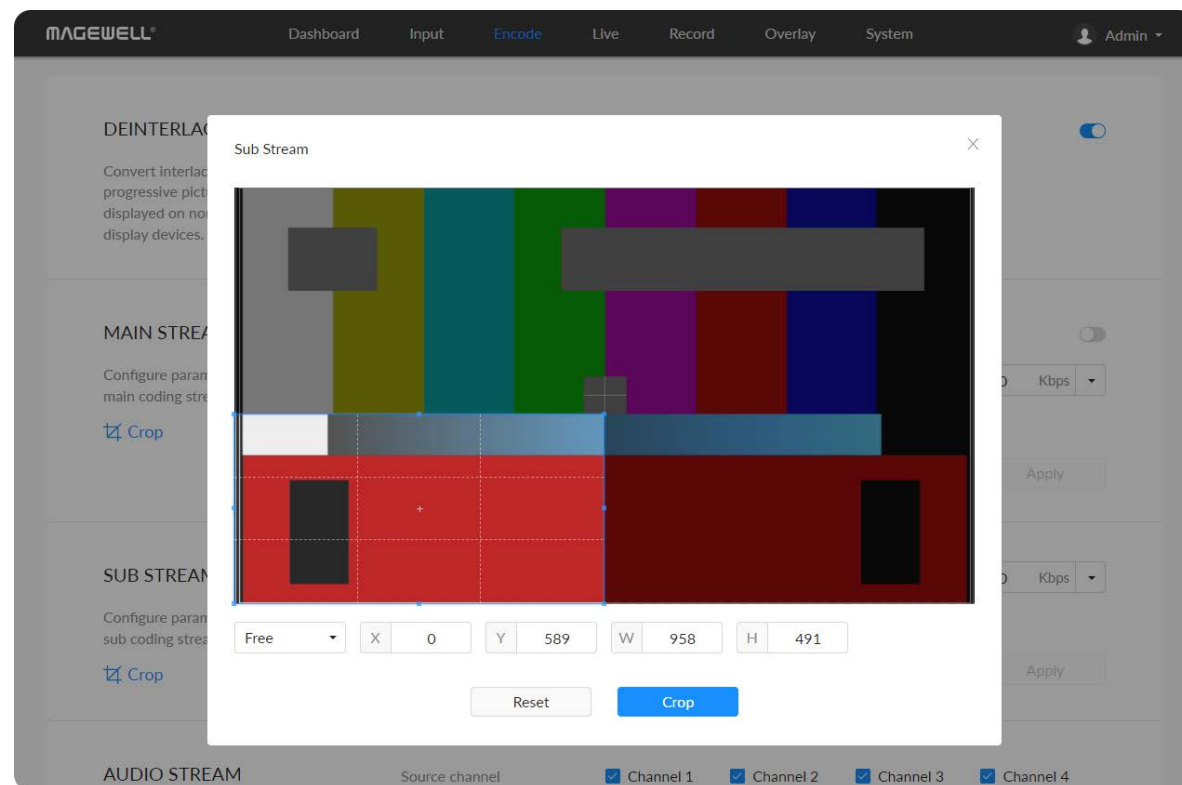 MAGEWELL®
Dashboard Input Encode Live Record Overlay System Admin
DEINTERLAC
Convert interlac
progressive pict
displayed on no
display devices.
Sub Stream
MAIN STREA
Configure param
main coding stre
Kbps
Crop
Apply
SUB STREAM
Kbps
Configure param
sub coding strea
Crop
Apply
Free X 0 Y 589 W 958 H 491
Reset Crop
AUDIO STREAM Source channel Channel 1 Channel 2 Channel 3 Channel 4